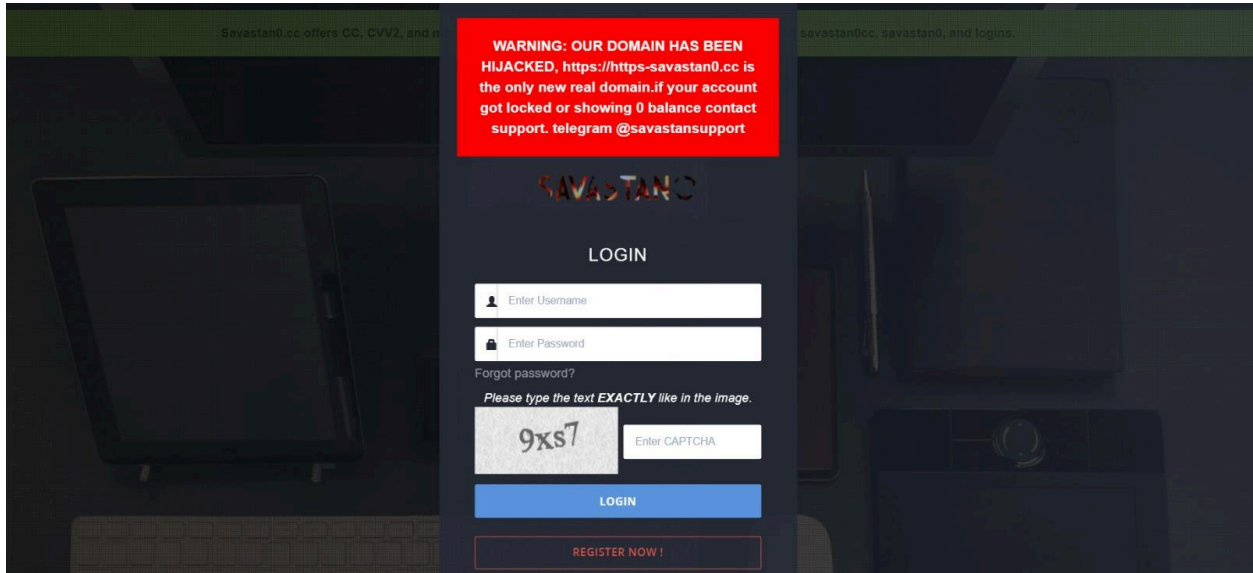 Savastan0.cc offers CC, CVV2, and
savastan0cc, savastan0, and logins.
WARNING: OUR DOMAIN HAS BEEN
HIJACKED, https://https-savastan0.cc is
the only new real domain.if your account
got locked or showing 0 balance contact
support. telegram @savastansupport
SAVASTANO
LOGIN
Enter Username
Enter Password
Forgot password?
Please type the text EXACTLY like in the image.
9xs7
Enter CAPTCHA
LOGIN
REGISTER NOW !